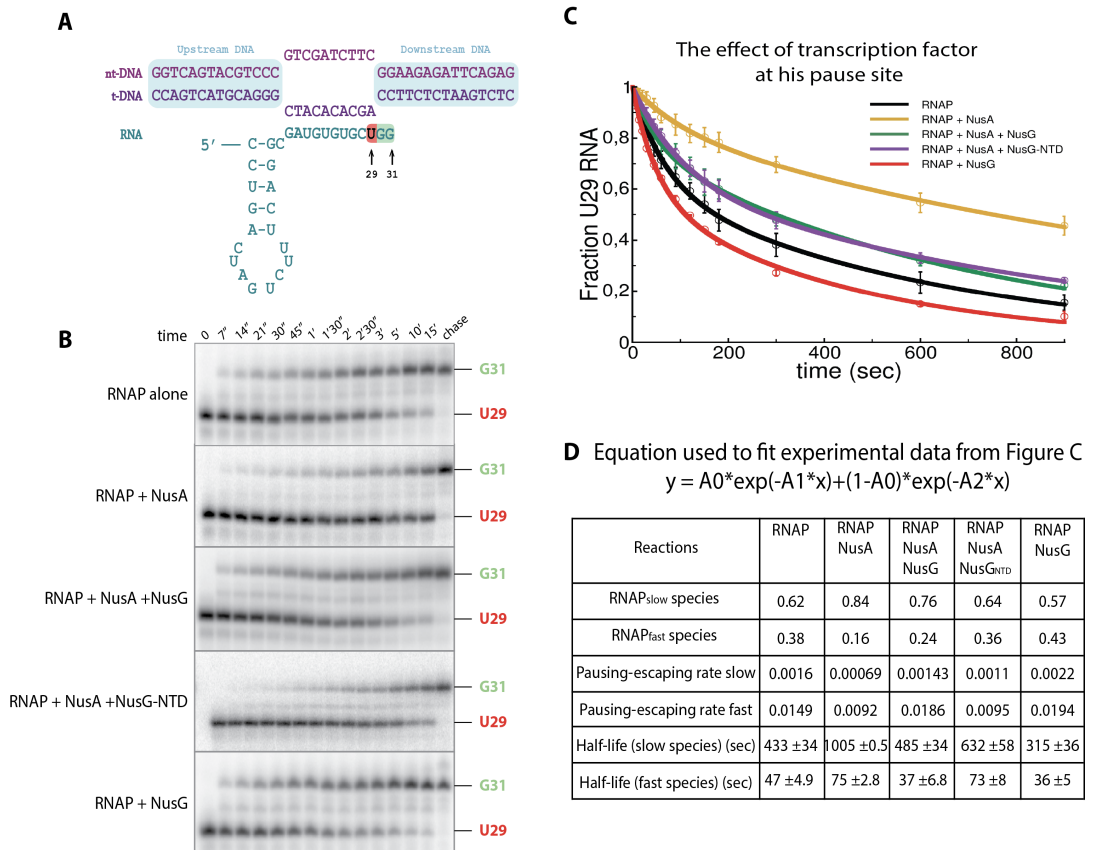 A
Upstream DNA
GTCGATCTTC
Downstream DNA
nt-DNA GGTCAGTACGTCCC GGAAGAGATTCAGAG
t-DNA CCAGTCATGCAGGG CCTTCTCTAAGTCTC
CTACACACGA
RNA GAUGUGUGCUGG
5′ — C-GC
29 31
C-G
U-A
G-C
A-U
C U
U U
A C
G U
B
time 0 7″ 14″ 21″ 30″ 45″ 1′ 1′30″ 2′ 2′30″ 3′ 5′ 10′ 15′ chase
RNAP alone
G31
U29
RNAP + NusA
G31
U29
RNAP + NusA +NusG
G31
U29
RNAP + NusA +NusG-NTD
G31
U29
RNAP + NusG
G31
U29
C
The effect of transcription factor
at his pause site
RNAP
RNAP + NusA
RNAP + NusA + NusG
RNAP + NusA + NusG-NTD
RNAP + NusG
Fraction U29 RNA
1
0,8
0,6
0,4
0,2
0
0 200 400 600 800
time (sec)
D Equation used to fit experimental data from Figure C
y = A0*exp(-A1*x)+(1-A0)*exp(-A2*x)
Reactions RNAP RNAP NusA RNAP NusA NusG RNAP NusA NusGNTD RNAP NusG
RNAPslow species 0.62 0.84 0.76 0.64 0.57
RNAPfast species 0.38 0.16 0.24 0.36 0.43
Pausing-escaping rate slow 0.0016 0.00069 0.00143 0.0011 0.0022
Pausing-escaping rate fast 0.0149 0.0092 0.0186 0.0095 0.0194
Half-life (slow species) (sec) 433 ±34 1005 ±0.5 485 ±34 632 ±58 315 ±36
Half-life (fast species) (sec) 47 ±4.9 75 ±2.8 37 ±6.8 73 ±8 36 ±5